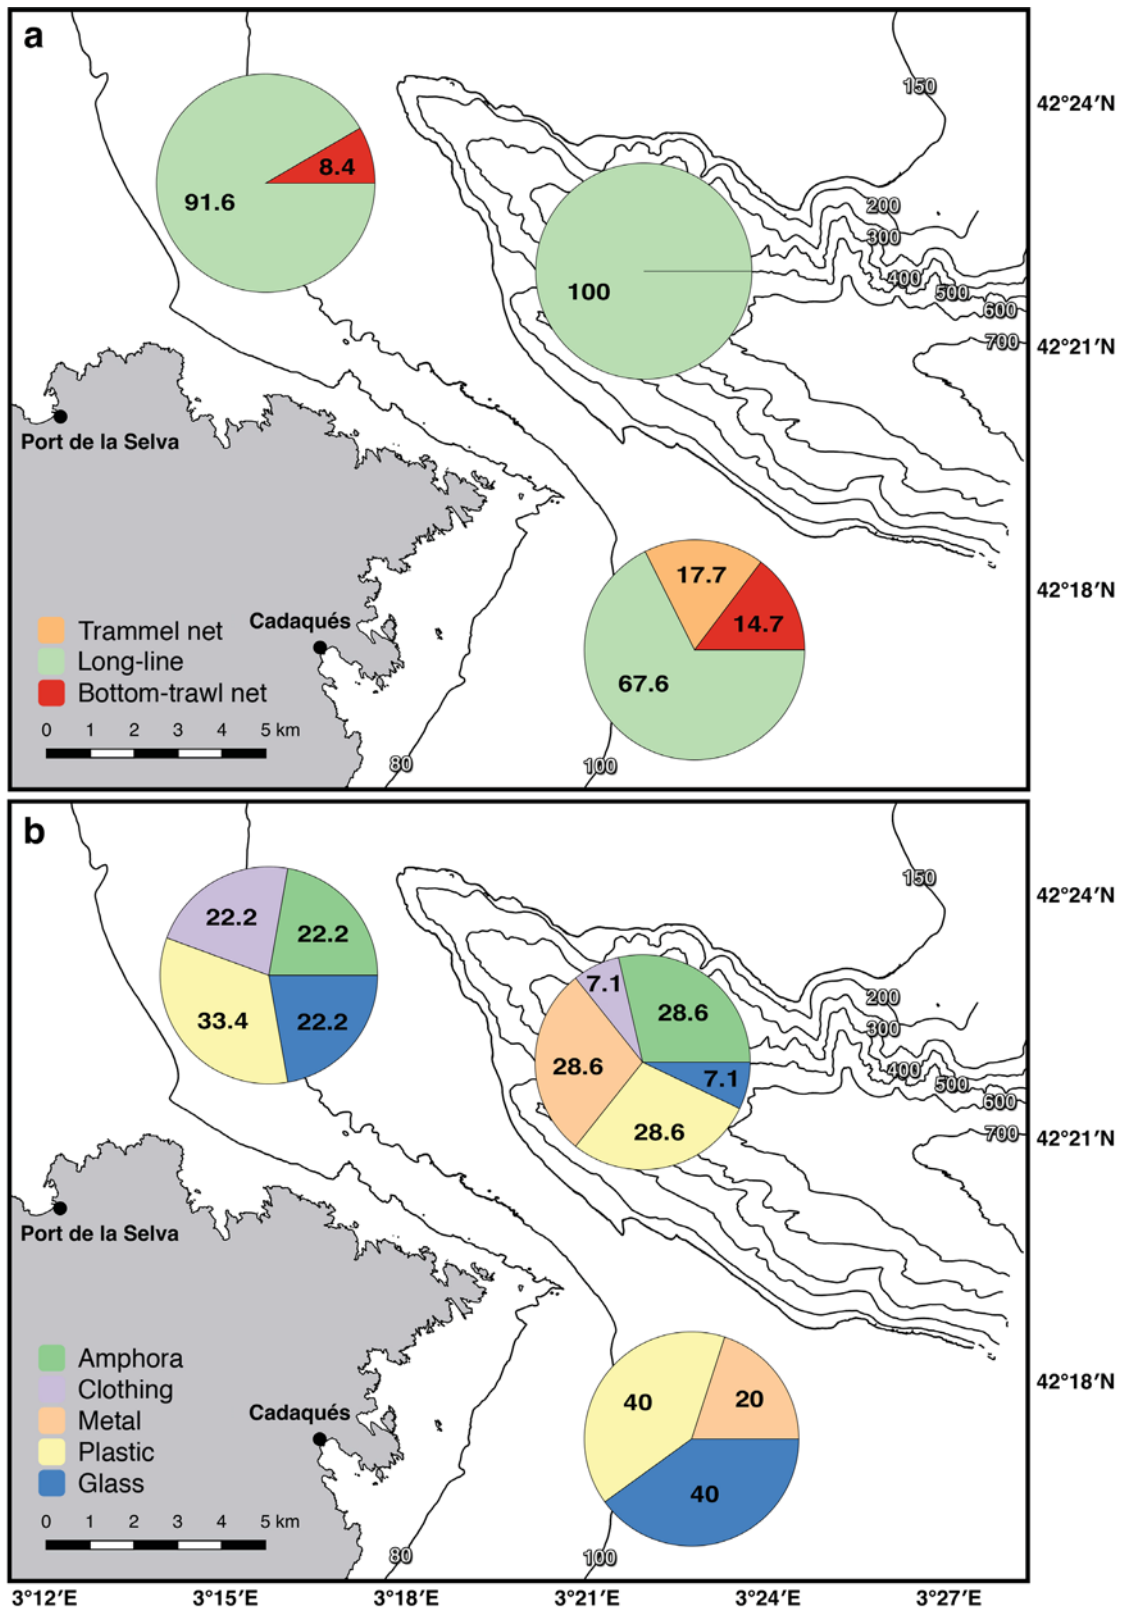 a
150
42°24′N
8.4
91.6
200
300
400
100
500
600
700
42°21′N
Port de la Selva
17.7
42°18′N
Cadaqués
14.7
Trammel net
Long-line
67.6
Bottom-trawl net
0 1 2 3 4 5 km
80
100
b
150
42°24′N
22.2
22.2
7.1
200
28.6
33.4
22.2
300
28.6
400
7.1
500
600
28.6
700
42°21′N
Port de la Selva
Amphora
Clothing
42°18′N
40
20
Cadaqués
Metal
Plastic
Glass
40
0 1 2 3 4 5 km
80
100
3°12′E 3°15′E 3°18′E 3°21′E 3°24′E 3°27′E